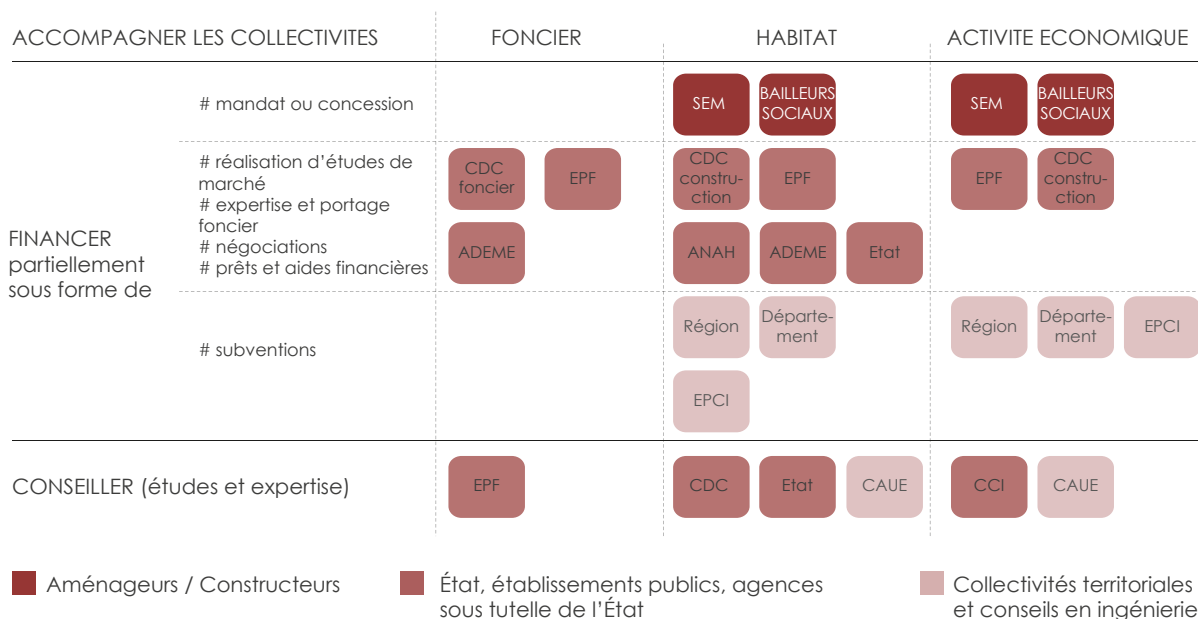 ACCOMPAGNER LES COLLECTIVITES
FONCIER
HABITAT
ACTIVITE ECONOMIQUE
FINANCER
partiellement
sous forme de
# mandat ou concession
SEM
BAILLEURS
SOCIAUX
SEM
BAILLEURS
SOCIAUX
# réalisation d'études de
marché
# expertise et portage
foncier
# négociations
# prêts et aides financières
CDC
foncier
EPF
ADEME
CDC
constru-
ction
EPF
ANAH
ADEME
Etat
EPF
CDC
constru-
ction
# subventions
Région
Départe-
ment
EPCI
Région
Départe-
ment
EPCI
CONSEILLER (études et expertise)
EPF
CDC
Etat
CAUE
CCI
CAUE
Aménageurs / Constructeurs
État, établissements publics, agences
sous tutelle de l'État
Collectivités territoriales
et conseils en ingénierie